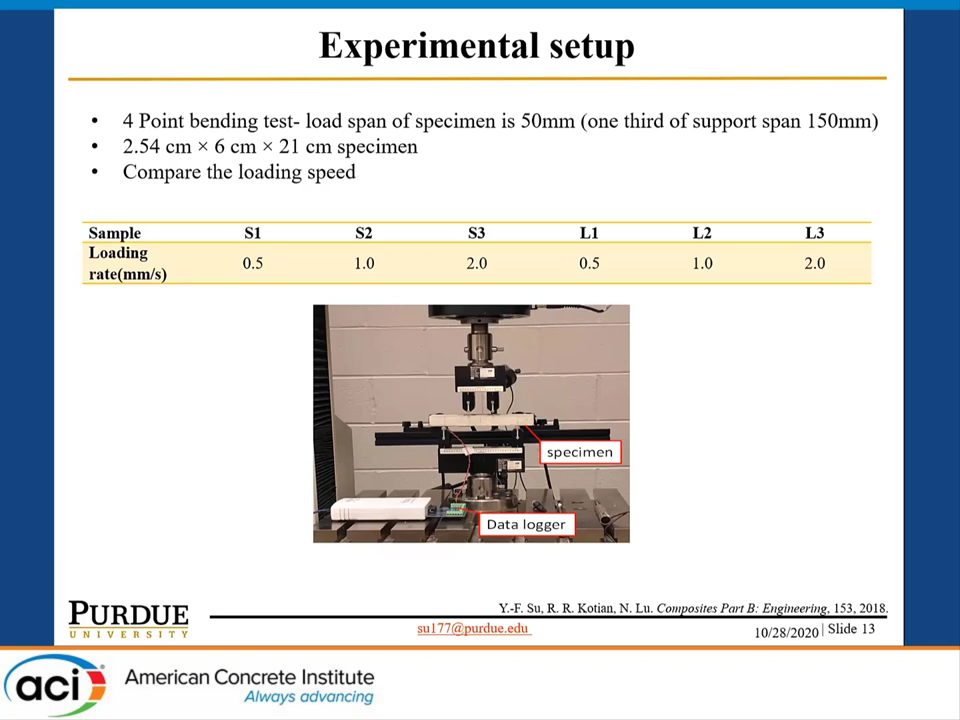 Experimental setup
• 4 Point bending test- load span of specimen is 50mm (one third of support span 150mm)
• 2.54 cm × 6 cm × 21 cm specimen
• Compare the loading speed
Sample S1 S2 S3 L1 L2 L3
Loading rate(mm/s) 0.5 1.0 2.0 0.5 1.0 2.0
specimen
Data logger
Y.-F. Su, R. R. Kotian, N. Lu. Composites Part B: Engineering, 153, 2018.
PURDUE
UNIVERSITY
su177@purdue.edu
10/28/2020 | Slide 13
aci
American Concrete Institute
Always advancing